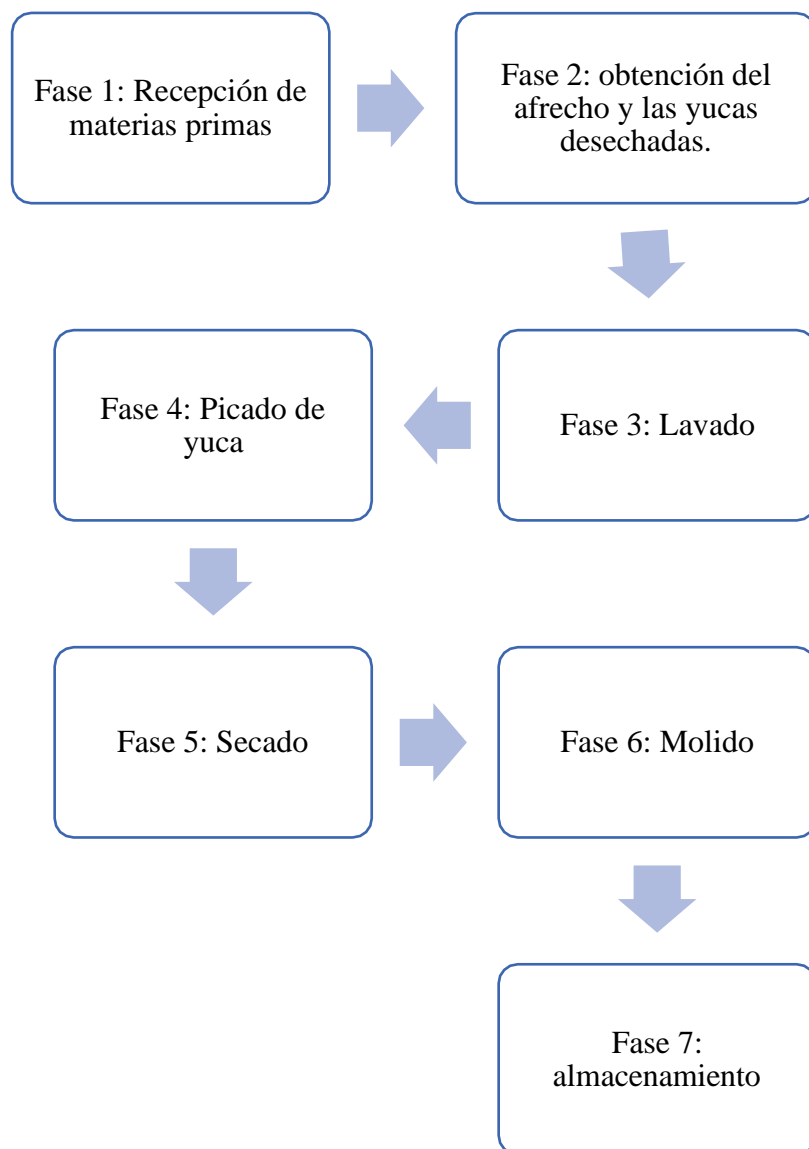 Fase 1: Recepción de
materias primas
Fase 2: obtención del
afrecho y las yucas
desechadas.
Fase 3: Lavado
Fase 4: Picado de
yuca
Fase 5: Secado
Fase 6: Molido
Fase 7:
almacenamiento